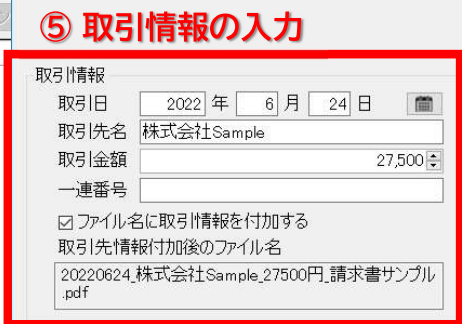 ⑤ 取引情報の入力
取引情報
取引日 2022 年 6 月 24 日
取引先名 株式会社Sample
取引金額 27,500
一連番号
ファイル名に取引情報を付加する
取引先情報付加後のファイル名
20220624_株式会社Sample_27500円_請求書サンプル
.pdf